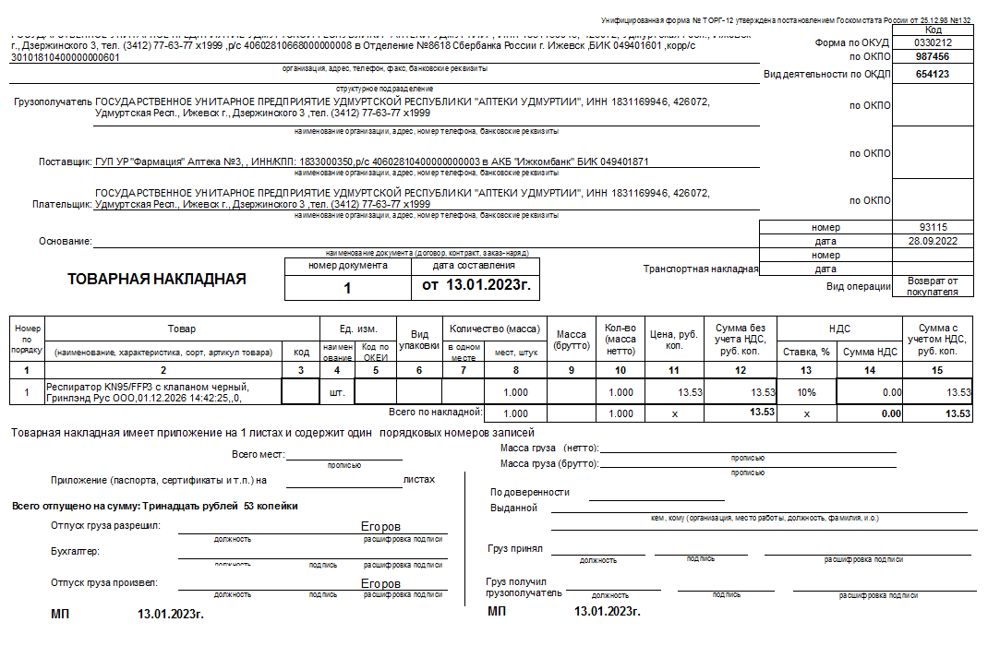 Унифицированная форма № ТОРГ-12 утверждена постановлением Госкомстата России от 25.12.98 №132
Код
ГОСУДАРСТВЕННОЕ УНИТАРНОЕ ПРЕДПРИЯТИЕ УДМУРТСКОЙ РЕСПУБЛИКИ "АПТЕКИ УДМУРТИИ", ИНН 1831169946, 426072, Удмуртская Респ., Ижевск
г., Дзержинского 3, тел. (3412) 77-63-77 x1999 ,р/с 40602810668000000008 в Отделение №8618 Сбербанка России г. Ижевск ,БИК 049401601 ,корр/с
30101810400000000601
Форма по ОКУД 0330212
по ОКПО 987456
организация, адрес, телефон, факс, банковские реквизиты
Вид деятельности по ОКДП 654123
структурное подразделение
Грузополучатель ГОСУДАРСТВЕННОЕ УНИТАРНОЕ ПРЕДПРИЯТИЕ УДМУРТСКОЙ РЕСПУБЛИКИ "АПТЕКИ УДМУРТИИ", ИНН 1831169946, 426072,
Удмуртская Респ., Ижевск г., Дзержинского 3 ,тел. (3412) 77-63-77 x1999
по ОКПО
наименование организации, адрес, номер телефона, банковские реквизиты
по ОКПО
Поставщик: ГУП УР "Фармация" Аптека №3, , ИНН/КПП: 1833000350,р/с 40602810400000000003 в АКБ "Ижкомбанк" БИК 049401871
наименование организации, адрес, номер телефона, банковские реквизиты
ГОСУДАРСТВЕННОЕ УНИТАРНОЕ ПРЕДПРИЯТИЕ УДМУРТСКОЙ РЕСПУБЛИКИ "АПТЕКИ УДМУРТИИ", ИНН 1831169946, 426072,
Плательщик: Удмуртская Респ., Ижевск г., Дзержинского 3 ,тел. (3412) 77-63-77 x1999
по ОКПО
наименование организации, адрес, номер телефона, банковские реквизиты
номер 93115
Основание: дата 28.09.2022
наименование документа (договор, контракт, заказ-наряд)
номер
Транспортная накладная дата
Вид операции Возврат от покупателя
номер документа дата составления
ТОВАРНАЯ НАКЛАДНАЯ 1 от 13.01.2023г.
Номер по порядку Товар Ед. изм. Вид упаковки Количество (масса) Масса (брутто) Кол-во (масса нетто) Цена, руб. коп. Сумма без учета НДС, руб. коп. НДС Сумма с учетом НДС, руб. коп.
(наименование, характеристика, сорт, артикул товара) код наимен ование Код по ОКЕИ в одном месте мест, штук Ставка, % Сумма НДС
1 2 3 4 5 6 7 8 9 10 11 12 13 14 15
1 Респиратор KN95/FFP3 с клапаном черный, Гринлэнд Рус ООО,01.12.2026 14:42:25,,0, шт. 1.000 1.000 13.53 13.53 10% 0.00 13.53
Всего по накладной: 1.000 1.000 x 13.53 x 0.00 13.53
Товарная накладная имеет приложение на 1 листах и содержит один порядковых номеров записей
Всего мест:
прописью
Масса груза (нетто):
прописью
Масса груза (брутто):
прописью
Приложение (паспорта, сертификаты и т.п.) на листах
Всего отпущено на сумму: Тринадцать рублей 53 копейки
Отпуск груза разрешил: Егоров
должность расшифровка подписи
Бухгалтер:
должность подпись расшифровка подписи
Отпуск груза произвел: Егоров
должность подпись расшифровка подписи
МП 13.01.2023г.
По доверенности
Выданной
кем, кому (организация, место работы, должность, фамилия, и.о.)
Груз принял
должность подпись расшифровка подписи
Груз получил
грузополучатель
должность подпись расшифровка подписи
МП 13.01.2023г.